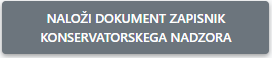 NALOŽI DOKUMENT ZAPISNIK
KONSERVATORSKEGA NADZORA